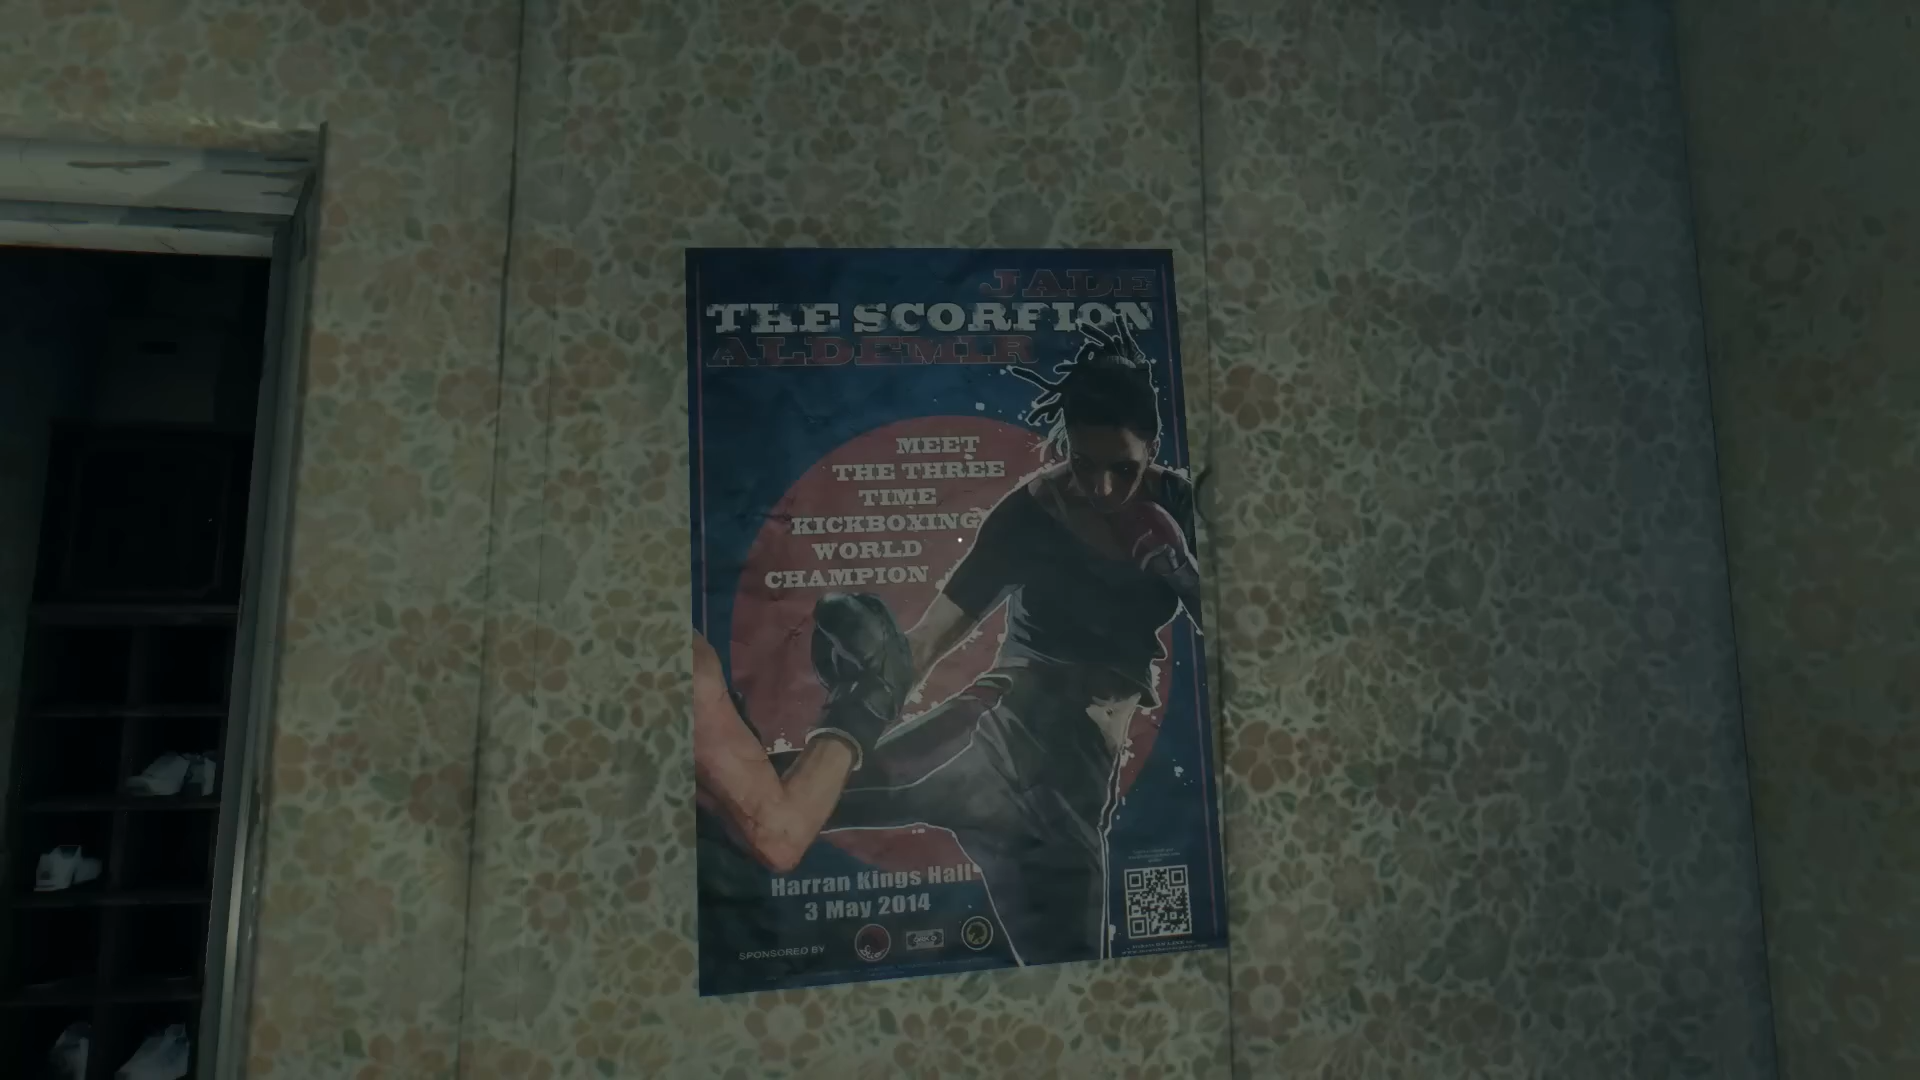 JADE
THE SCORPION
ALDEMIR
MEET
THE THREE
TIME
KICKBOXING
WORLD
CHAMPION
Harran Kings Hall
3 May 2014
SPONSORED BY